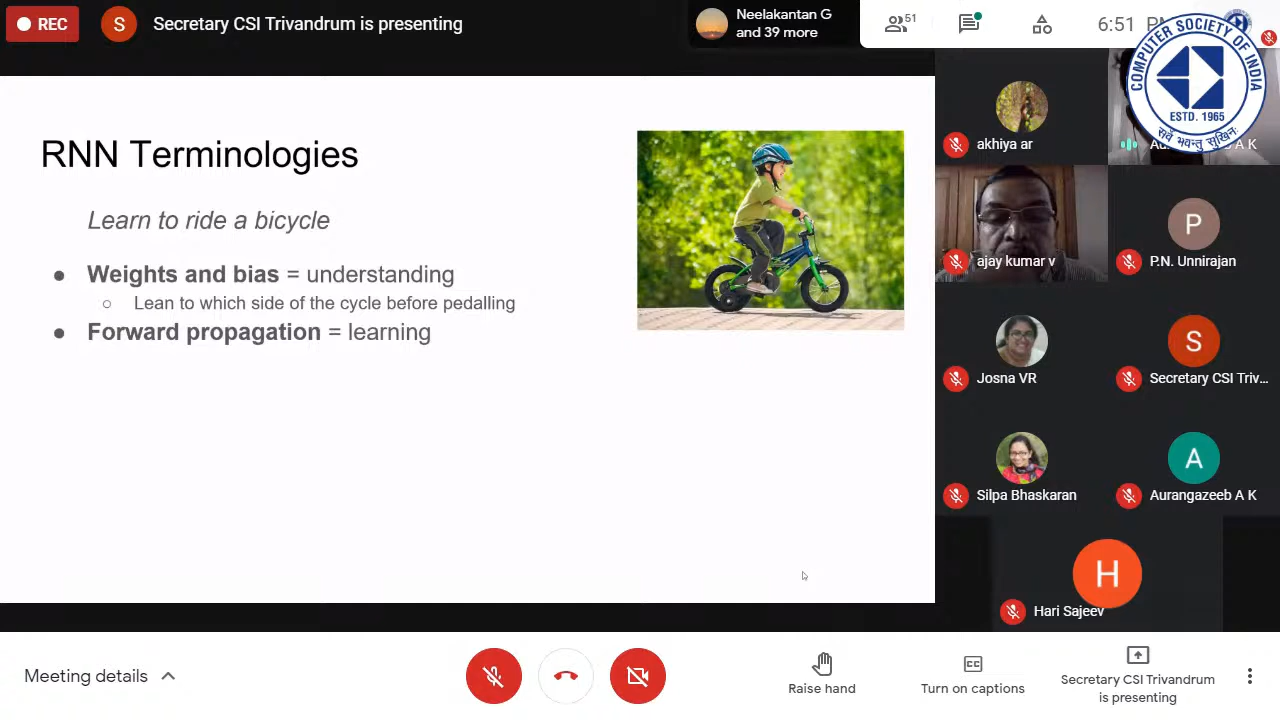 REC
S
Secretary CSI Trivandrum is presenting
Neelakantan G
and 39 more
51
6:51
COMPUTER SOCIETY OF INDIA
ESTD. 1965
सर्वे भवन्तु सुखिनः
RNN Terminologies
Learn to ride a bicycle
● Weights and bias = understanding
○ Lean to which side of the cycle before pedalling
● Forward propagation = learning
akhiya ar
A K
ajay kumar v
P
P.N. Unnirajan
Josna VR
S
Secretary CSI Triv...
Silpa Bhaskaran
A
Aurangazeeb A K
H
Hari Sajeev
Meeting details
Raise hand
CC
Turn on captions
Secretary CSI Trivandrum
is presenting